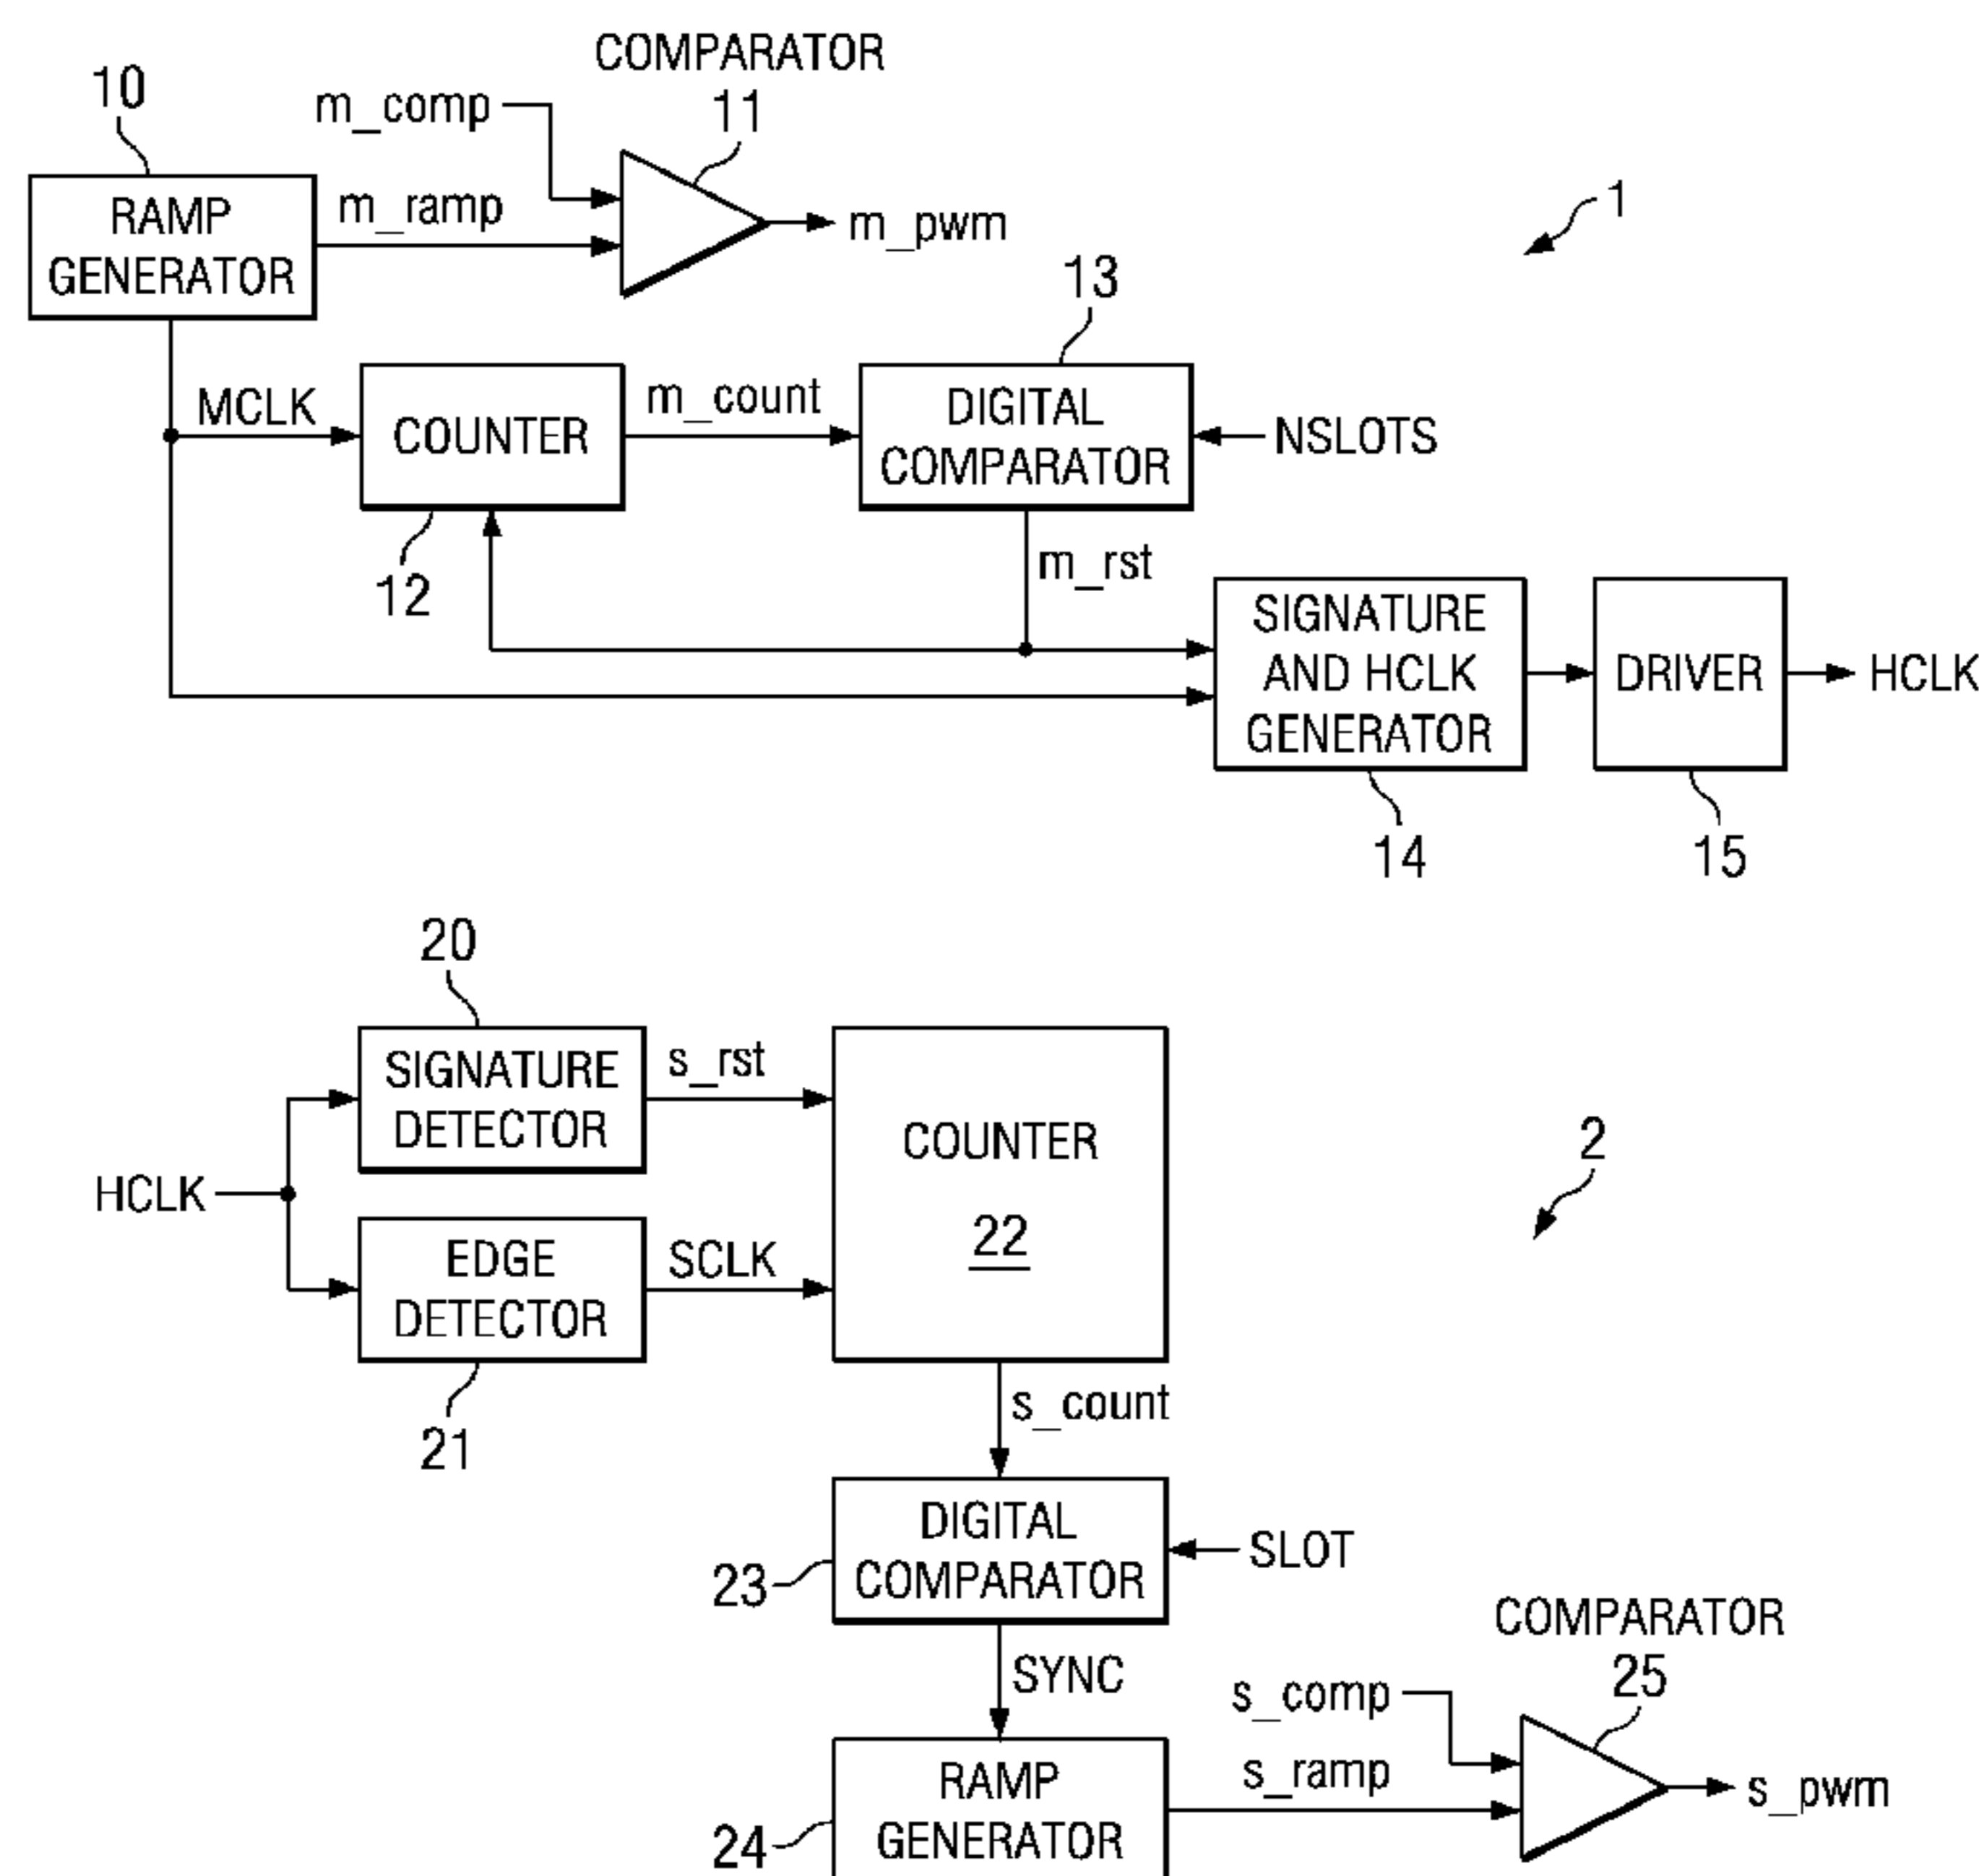 COMPARATOR
10
m_comp
11
RAMP
GENERATOR
m_ramp
m_pwm
1
13
MCLK
COUNTER
m_count
DIGITAL
COMPARATOR
NSLOTS
12
m_rst
SIGNATURE
AND HCLK
GENERATOR
DRIVER
HCLK
14
15
20
SIGNATURE
DETECTOR
s_rst
COUNTER
22
2
HCLK
EDGE
DETECTOR
SCLK
21
s_count
DIGITAL
COMPARATOR
SLOT
23
COMPARATOR
25
SYNC
s_comp
RAMP
GENERATOR
s_ramp
s_pwm
24